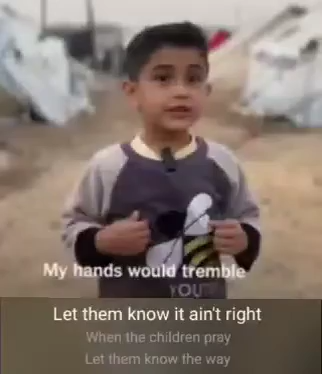 My hands would tremble
YOUT
Let them know it ain't right
When the children pray
Let them know the way